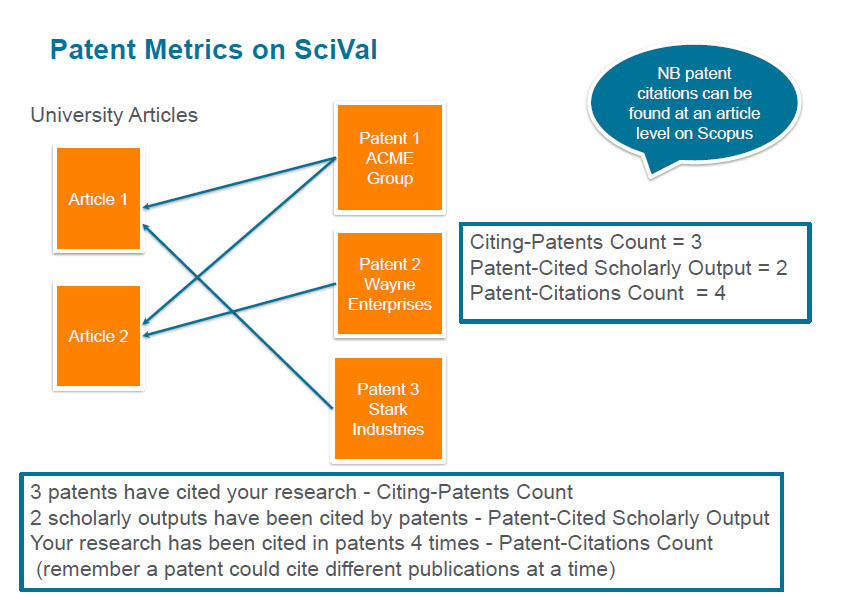 Patent Metrics on SciVal
NB patent
citations can be
found at an article
level on Scopus
University Articles
Article 1
Article 2
Patent 1
ACME
Group
Patent 2
Wayne
Enterprises
Patent 3
Stark
Industries
Citing-Patents Count = 3
Patent-Cited Scholarly Output = 2
Patent-Citations Count = 4
3 patents have cited your research - Citing-Patents Count
2 scholarly outputs have been cited by patents - Patent-Cited Scholarly Output
Your research has been cited in patents 4 times - Patent-Citations Count
(remember a patent could cite different publications at a time)